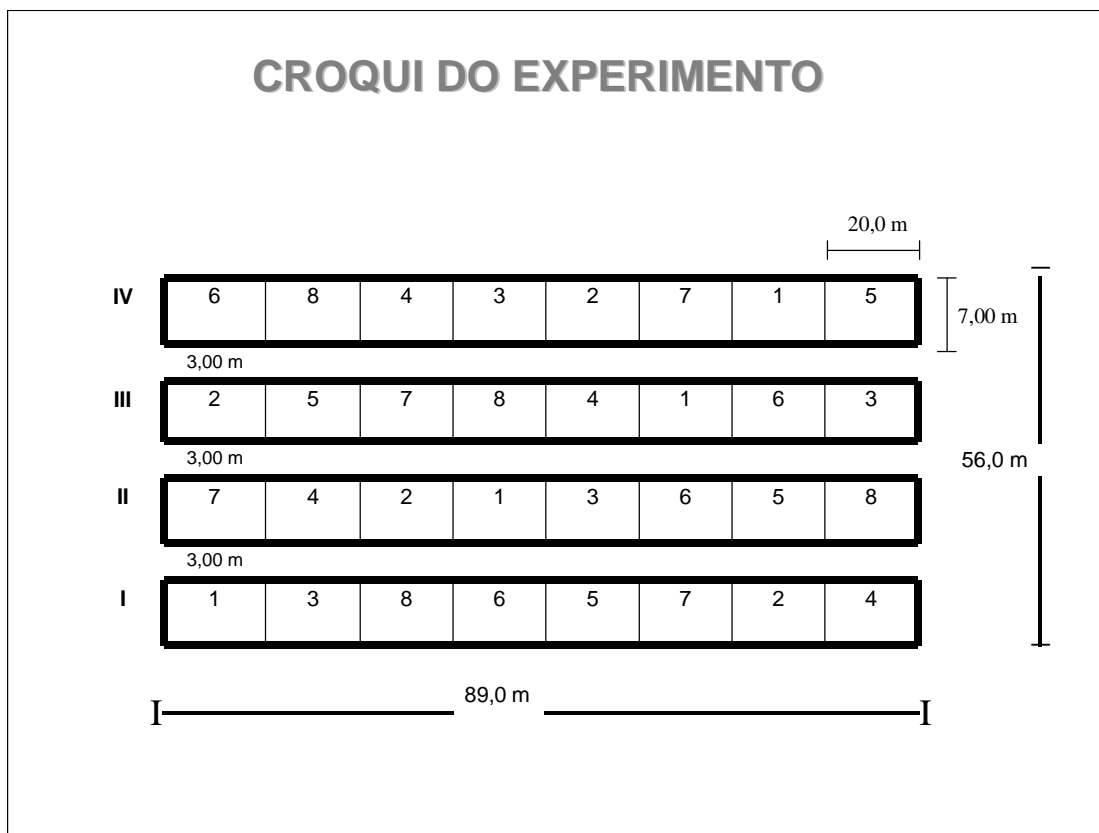 CROQUI DO EXPERIMENTO
20,0 m
IV 6 8 4 3 2 7 1 5 7,00 m
3,00 m
III 2 5 7 8 4 1 6 3
3,00 m 56,0 m
II 7 4 2 1 3 6 5 8
3,00 m
I 1 3 8 6 5 7 2 4
89,0 m